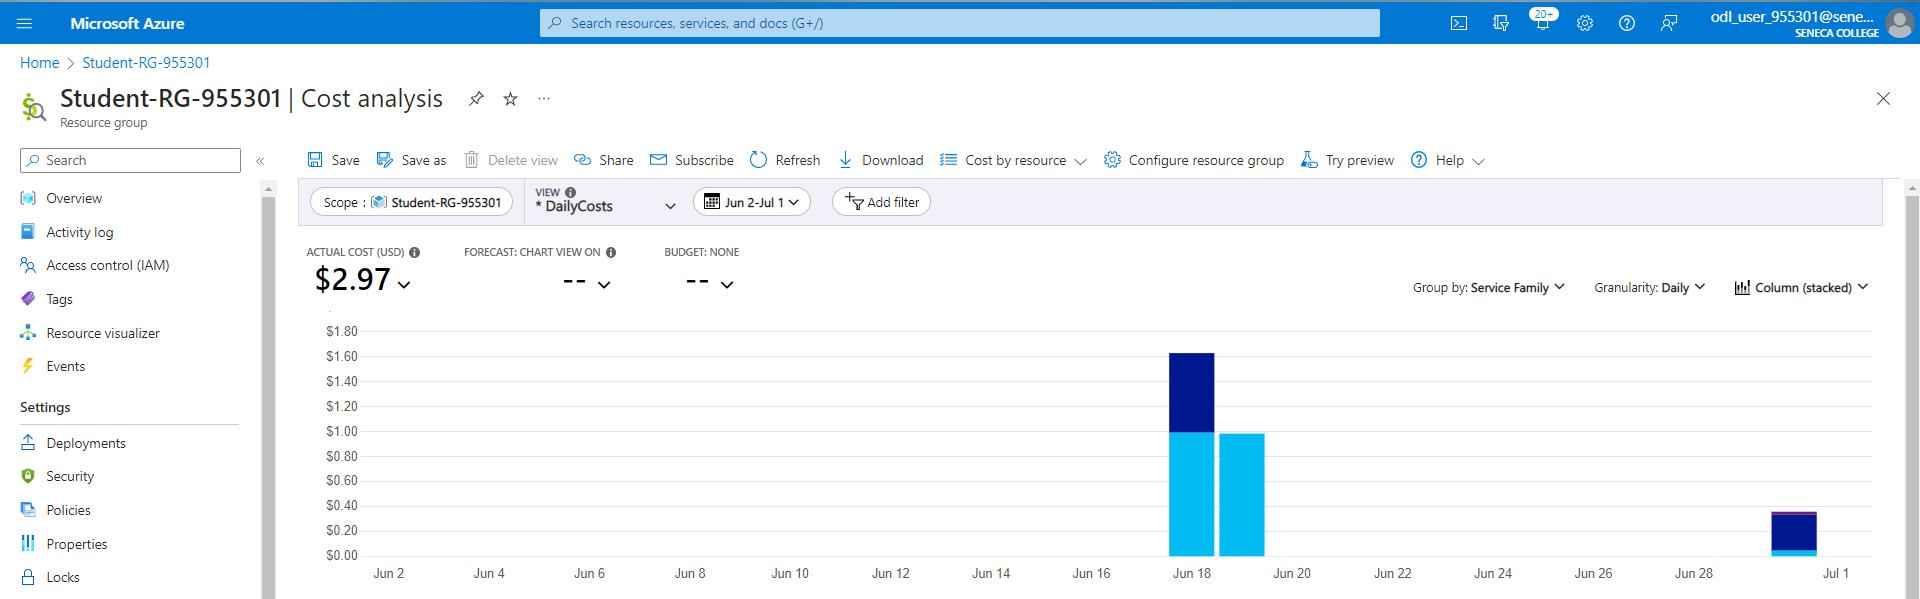 Microsoft Azure
Search resources, services, and docs (G+/)
20+
odl_user_955301@sene...
SENECA COLLEGE
Home > Student-RG-955301
Student-RG-955301 | Cost analysis
Resource group
Search
Save
Save as
Delete view
Share
Subscribe
Refresh
Download
Cost by resource
Configure resource group
Try preview
Help
Overview
Activity log
Access control (IAM)
Tags
Resource visualizer
Events
Settings
Deployments
Security
Policies
Properties
Locks
Scope : Student-RG-955301
VIEW
* DailyCosts
Jun 2-Jul 1
Add filter
ACTUAL COST (USD)
$2.97
FORECAST: CHART VIEW ON
--
BUDGET: NONE
--
Group by: Service Family
Granularity: Daily
Column (stacked)
$1.80
$1.60
$1.40
$1.20
$1.00
$0.80
$0.60
$0.40
$0.20
$0.00
Jun 2 Jun 4 Jun 6 Jun 8 Jun 10 Jun 12 Jun 14 Jun 16 Jun 18 Jun 20 Jun 22 Jun 24 Jun 26 Jun 28 Jul 1